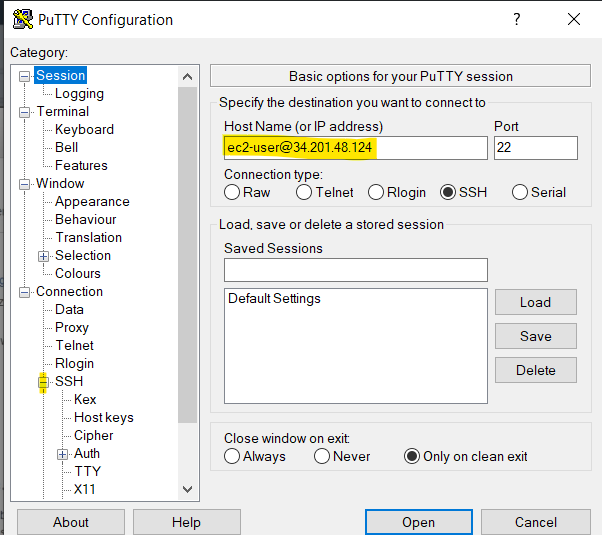 PuTTY Configuration
?
Category:
Session
Logging
Terminal
Keyboard
Bell
Features
Window
Appearance
Behaviour
Translation
Selection
Colours
Connection
Data
Proxy
Telnet
Rlogin
SSH
Kex
Host keys
Cipher
Auth
TTY
X11
Basic options for your PuTTY session
Specify the destination you want to connect to
Host Name (or IP address)
Port
ec2-user@34.201.48.124
22
Connection type:
Raw Telnet Rlogin SSH Serial
Load, save or delete a stored session
Saved Sessions
Default Settings
Load
Save
Delete
Close window on exit:
Always Never Only on clean exit
About
Help
Open
Cancel